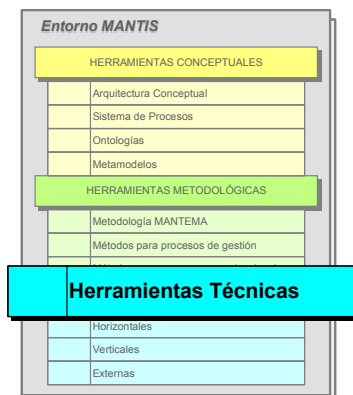 Entorno MANTIS
HERRAMIENTAS CONCEPTUALES
Arquitectura Conceptual
Sistema de Procesos
Ontologías
Metamodelos
HERRAMIENTAS METODOLÓGICAS
Metodología MANTEMA
Métodos para procesos de gestión
Herramientas Técnicas
Horizontales
Verticales
Externas